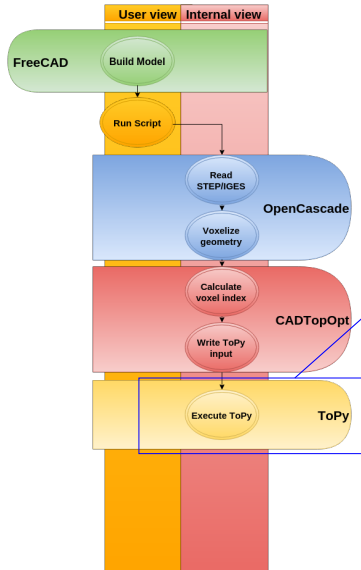 User view Internal view
FreeCAD
Build Model
Run Script
Read
STEP/IGES
OpenCascade
Voxelize
geometry
Calculate
voxel index
CADTopOpt
Write ToPy
input
Execute ToPy
ToPy